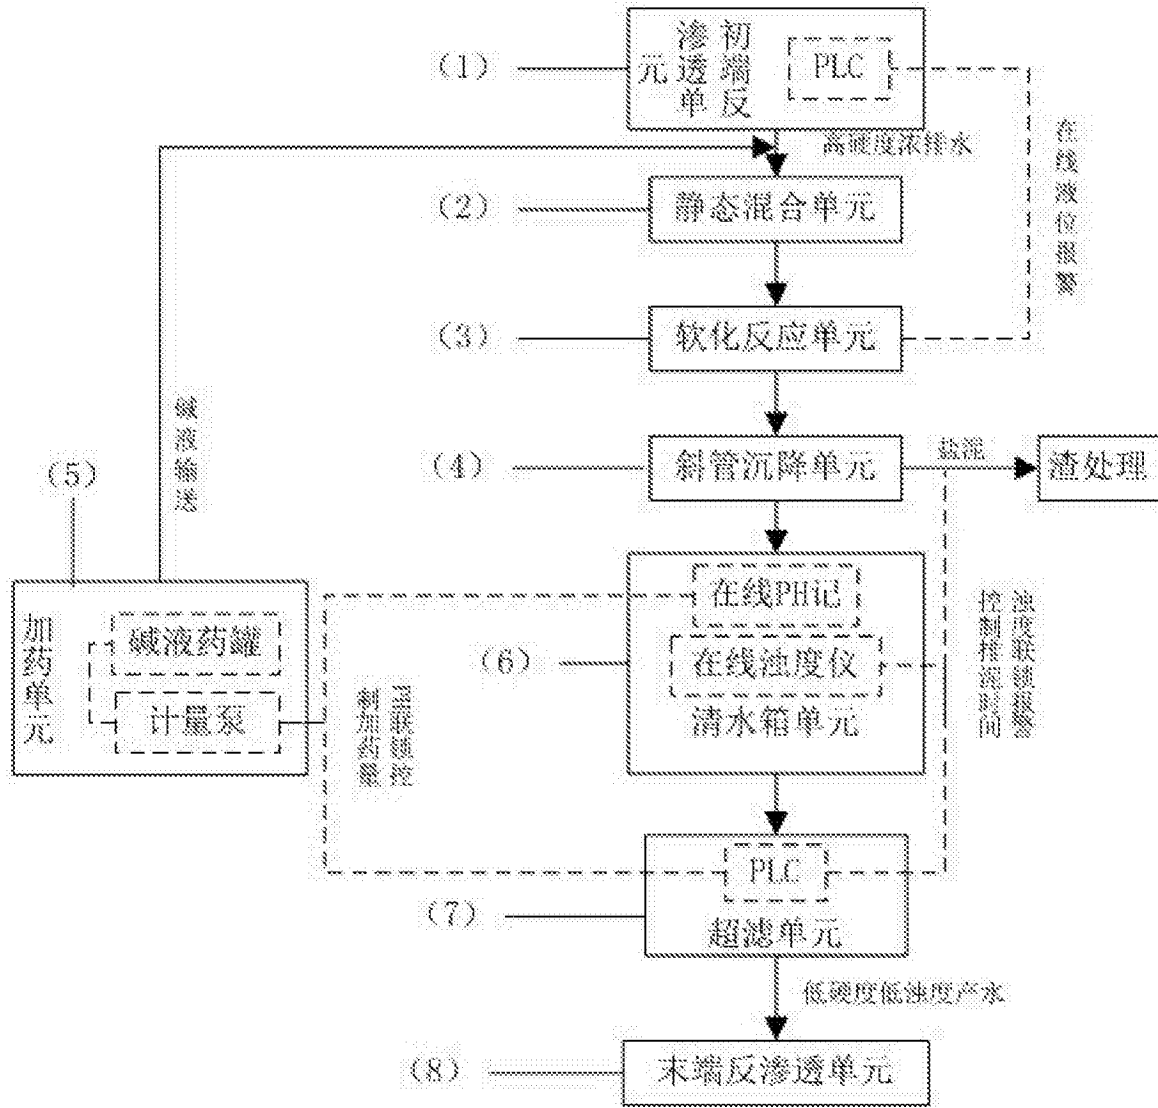 (1)
初端反
渗透单
元
PLC
高硬度浓排水
在线液位报警
(2)
静态混合单元
(3)
软化反应单元
碱液输送
(4)
斜管沉降单元
盐泥
渣处理
(5)
加药单元
碱液药罐
计量泵
(6)
在线PH记
在线浊度仪
清水箱单元
PH联锁控
制加药量
浊度联锁报警
控制排泥时间
(7)
PLC
超滤单元
低硬度低浊度产水
(8)
末端反渗透单元